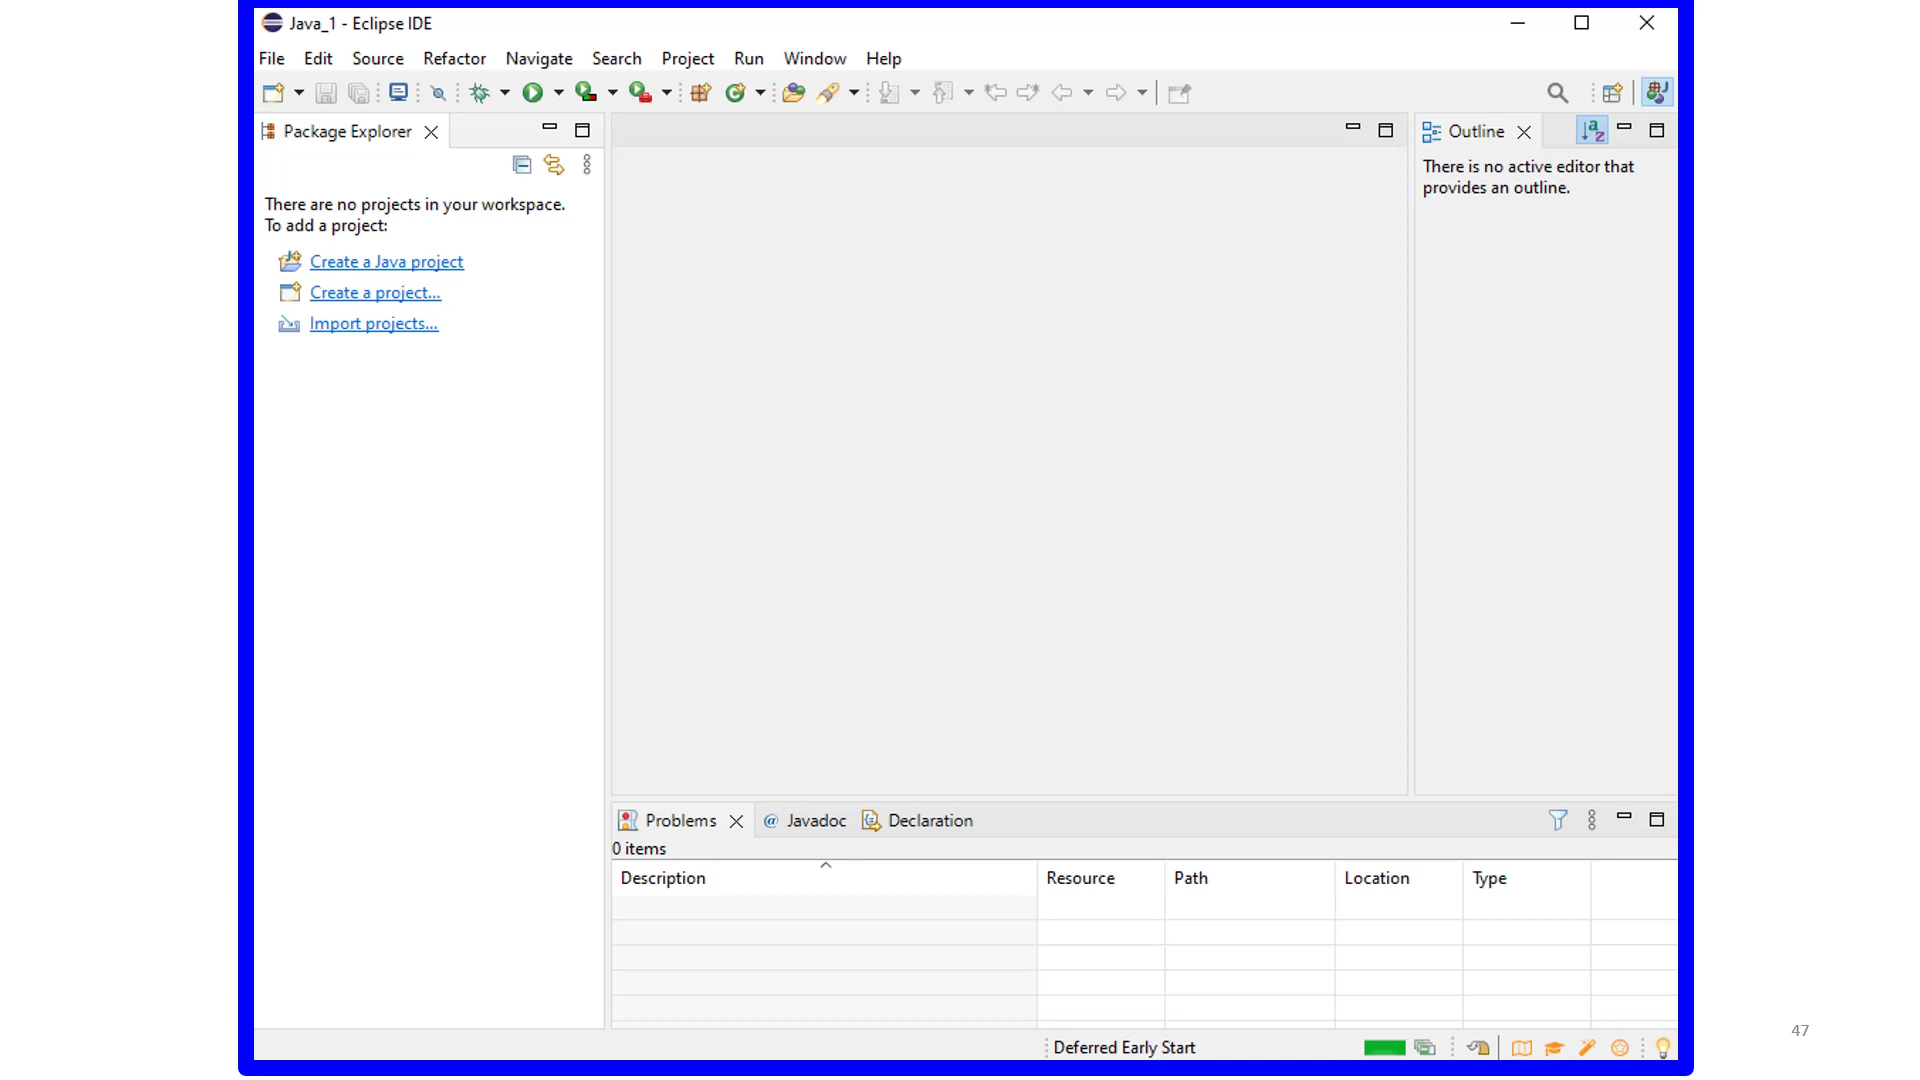 Java_1 - Eclipse IDE
File Edit Source Refactor Navigate Search Project Run Window Help
Package Explorer
There are no projects in your workspace.
To add a project:
Create a Java project
Create a project...
Import projects...
Outline
There is no active editor that
provides an outline.
Problems @ Javadoc Declaration
0 items
Description Resource Path Location Type
Deferred Early Start
47